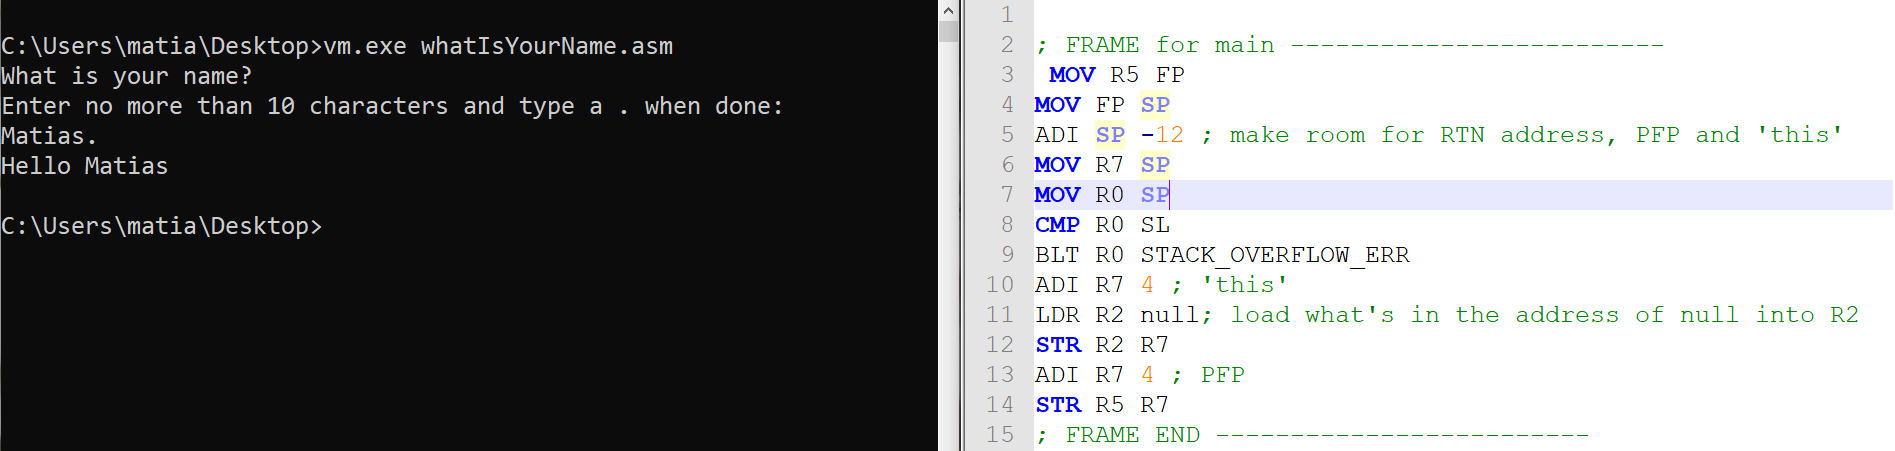 C:\Users\matia\Desktop>vm.exe whatIsYourName.asm
What is your name?
Enter no more than 10 characters and type a . when done:
Matias.
Hello Matias
C:\Users\matia\Desktop>
1
2 ; FRAME for main -------------------------
3 MOV R5 FP
4 MOV FP SP
5 ADI SP -12 ; make room for RTN address, PFP and 'this'
6 MOV R7 SP
7 MOV R0 SP
8 CMP R0 SL
9 BLT R0 STACK_OVERFLOW_ERR
10 ADI R7 4 ; 'this'
11 LDR R2 null; load what's in the address of null into R2
12 STR R2 R7
13 ADI R7 4 ; PFP
14 STR R5 R7
15 ; FRAME END -------------------------